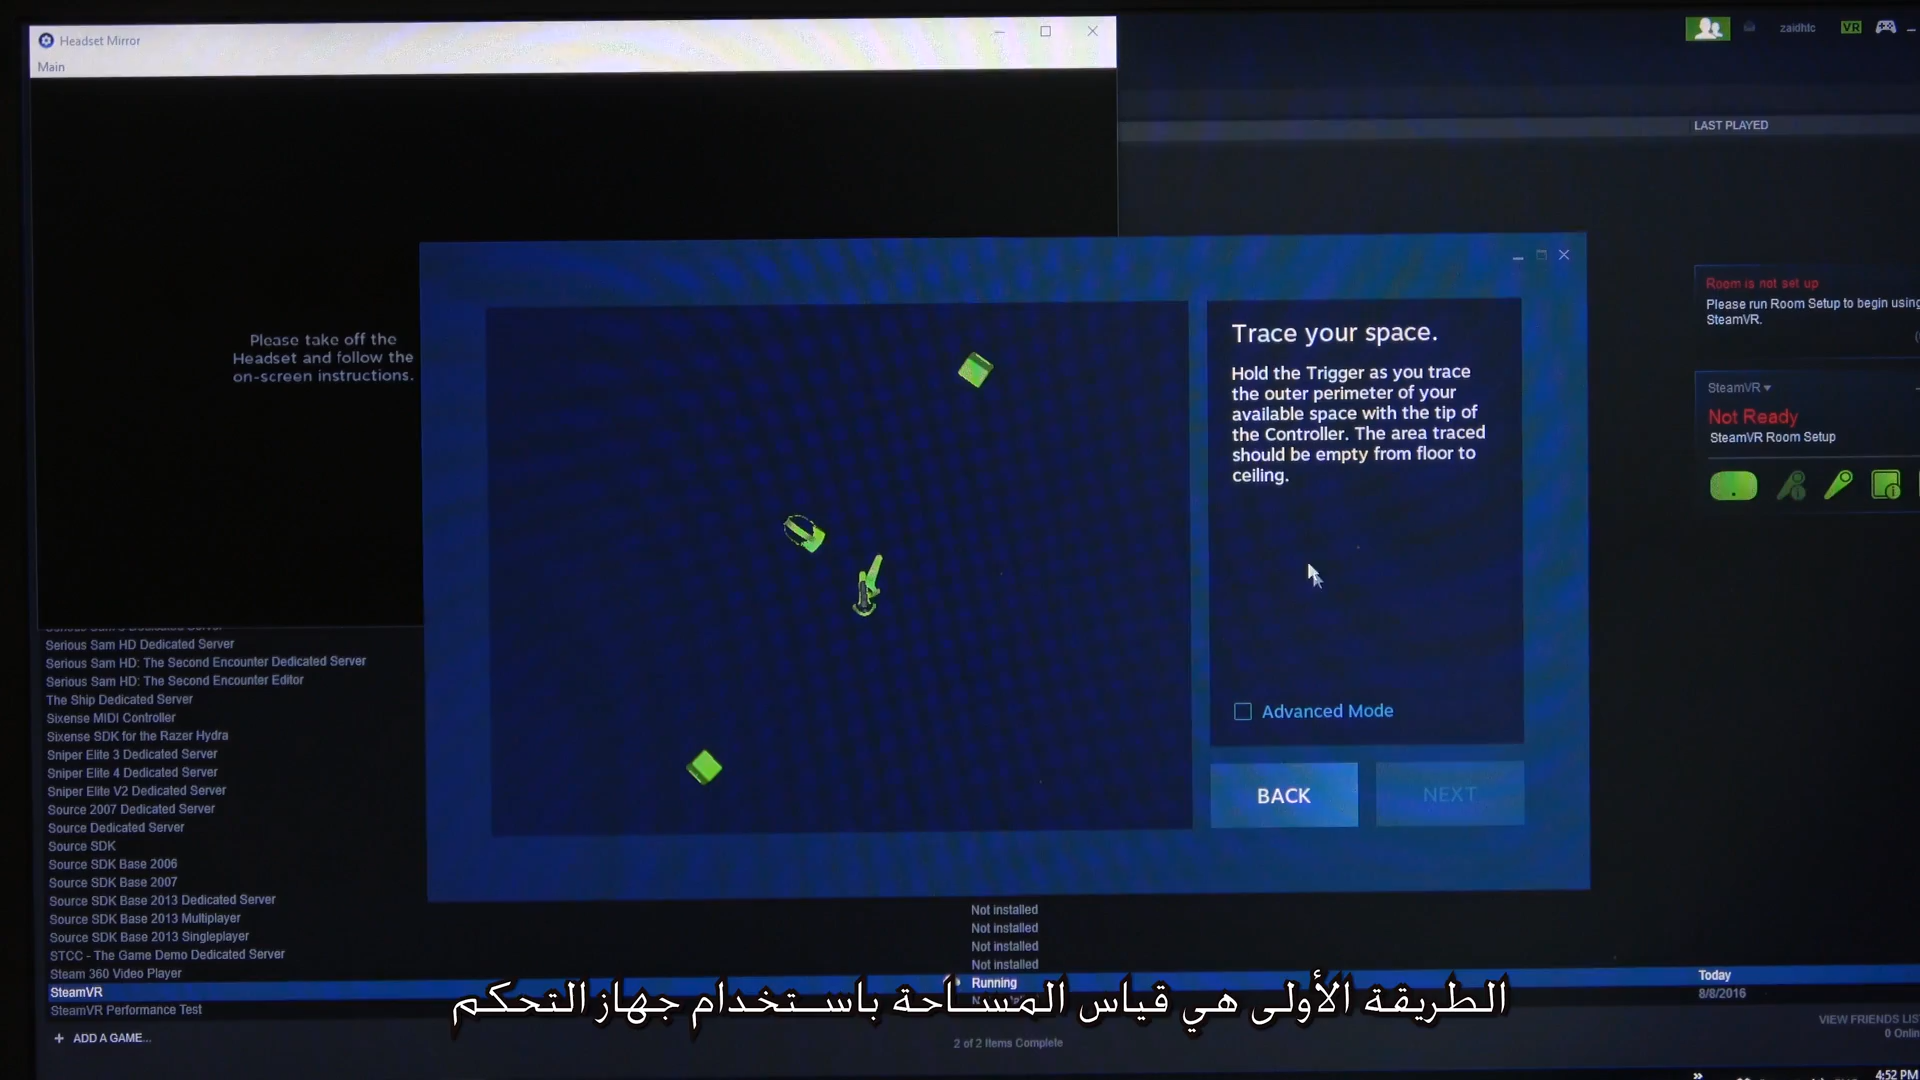 Headset Mirror
Main
zaidhtc
VR
LAST PLAYED
Please take off the
Headset and follow the
on-screen instructions.
Trace your space.
Hold the Trigger as you trace
the outer perimeter of your
available space with the tip of
the Controller. The area traced
should be empty from floor to
ceiling.
Advanced Mode
BACK
NEXT
Room is not set up
Please run Room Setup to begin using
SteamVR.
SteamVR
Not Ready
SteamVR Room Setup
Serious Sam HD Dedicated Server
Serious Sam HD: The Second Encounter Dedicated Server
Serious Sam HD: The Second Encounter Editor
The Ship Dedicated Server
Sixense MIDI Controller
Sixense SDK for the Razer Hydra
Sniper Elite 3 Dedicated Server
Sniper Elite 4 Dedicated Server
Sniper Elite V2 Dedicated Server
Source 2007 Dedicated Server
Source Dedicated Server
Source SDK
Source SDK Base 2006
Source SDK Base 2007
Source SDK Base 2013 Dedicated Server
Source SDK Base 2013 Multiplayer Not installed
Source SDK Base 2013 Singleplayer Not installed
STCC - The Game Demo Dedicated Server Not installed
Steam 360 Video Player Not installed
SteamVR Running Today
SteamVR Performance Test 8/8/2016
الطريقة الأولى هي قياس المساحة باستخدام جهاز التحكم
+ ADD A GAME...
2 of 2 Items Complete
VIEW FRIENDS LIST
0 Onlin
4:52 PM